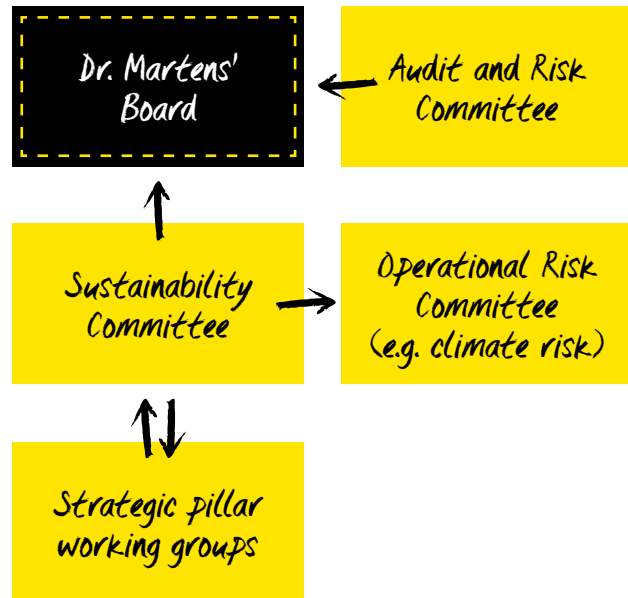 Dr. Martens'
Board
Audit and Risk
Committee
Sustainability
Committee
Operational Risk
Committee
(e.g. climate risk)
Strategic pillar
working groups